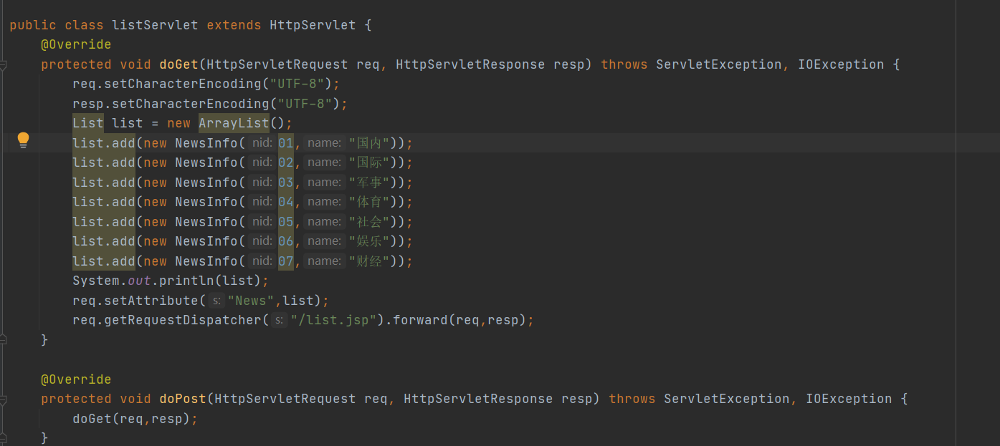 public class listServlet extends HttpServlet {
@Override
protected void doGet(HttpServletRequest req, HttpServletResponse resp) throws ServletException, IOException {
req.setCharacterEncoding("UTF-8");
resp.setCharacterEncoding("UTF-8");
List list = new ArrayList();
list.add(new NewsInfo( nid: 01, name: "国内"));
list.add(new NewsInfo( nid: 02, name: "国际"));
list.add(new NewsInfo( nid: 03, name: "军事"));
list.add(new NewsInfo( nid: 04, name: "体育"));
list.add(new NewsInfo( nid: 05, name: "社会"));
list.add(new NewsInfo( nid: 06, name: "娱乐"));
list.add(new NewsInfo( nid: 07, name: "财经"));
System.out.println(list);
req.setAttribute( s: "News",list);
req.getRequestDispatcher( s: "/list.jsp").forward(req,resp);
}
@Override
protected void doPost(HttpServletRequest req, HttpServletResponse resp) throws ServletException, IOException {
doGet(req,resp);
}